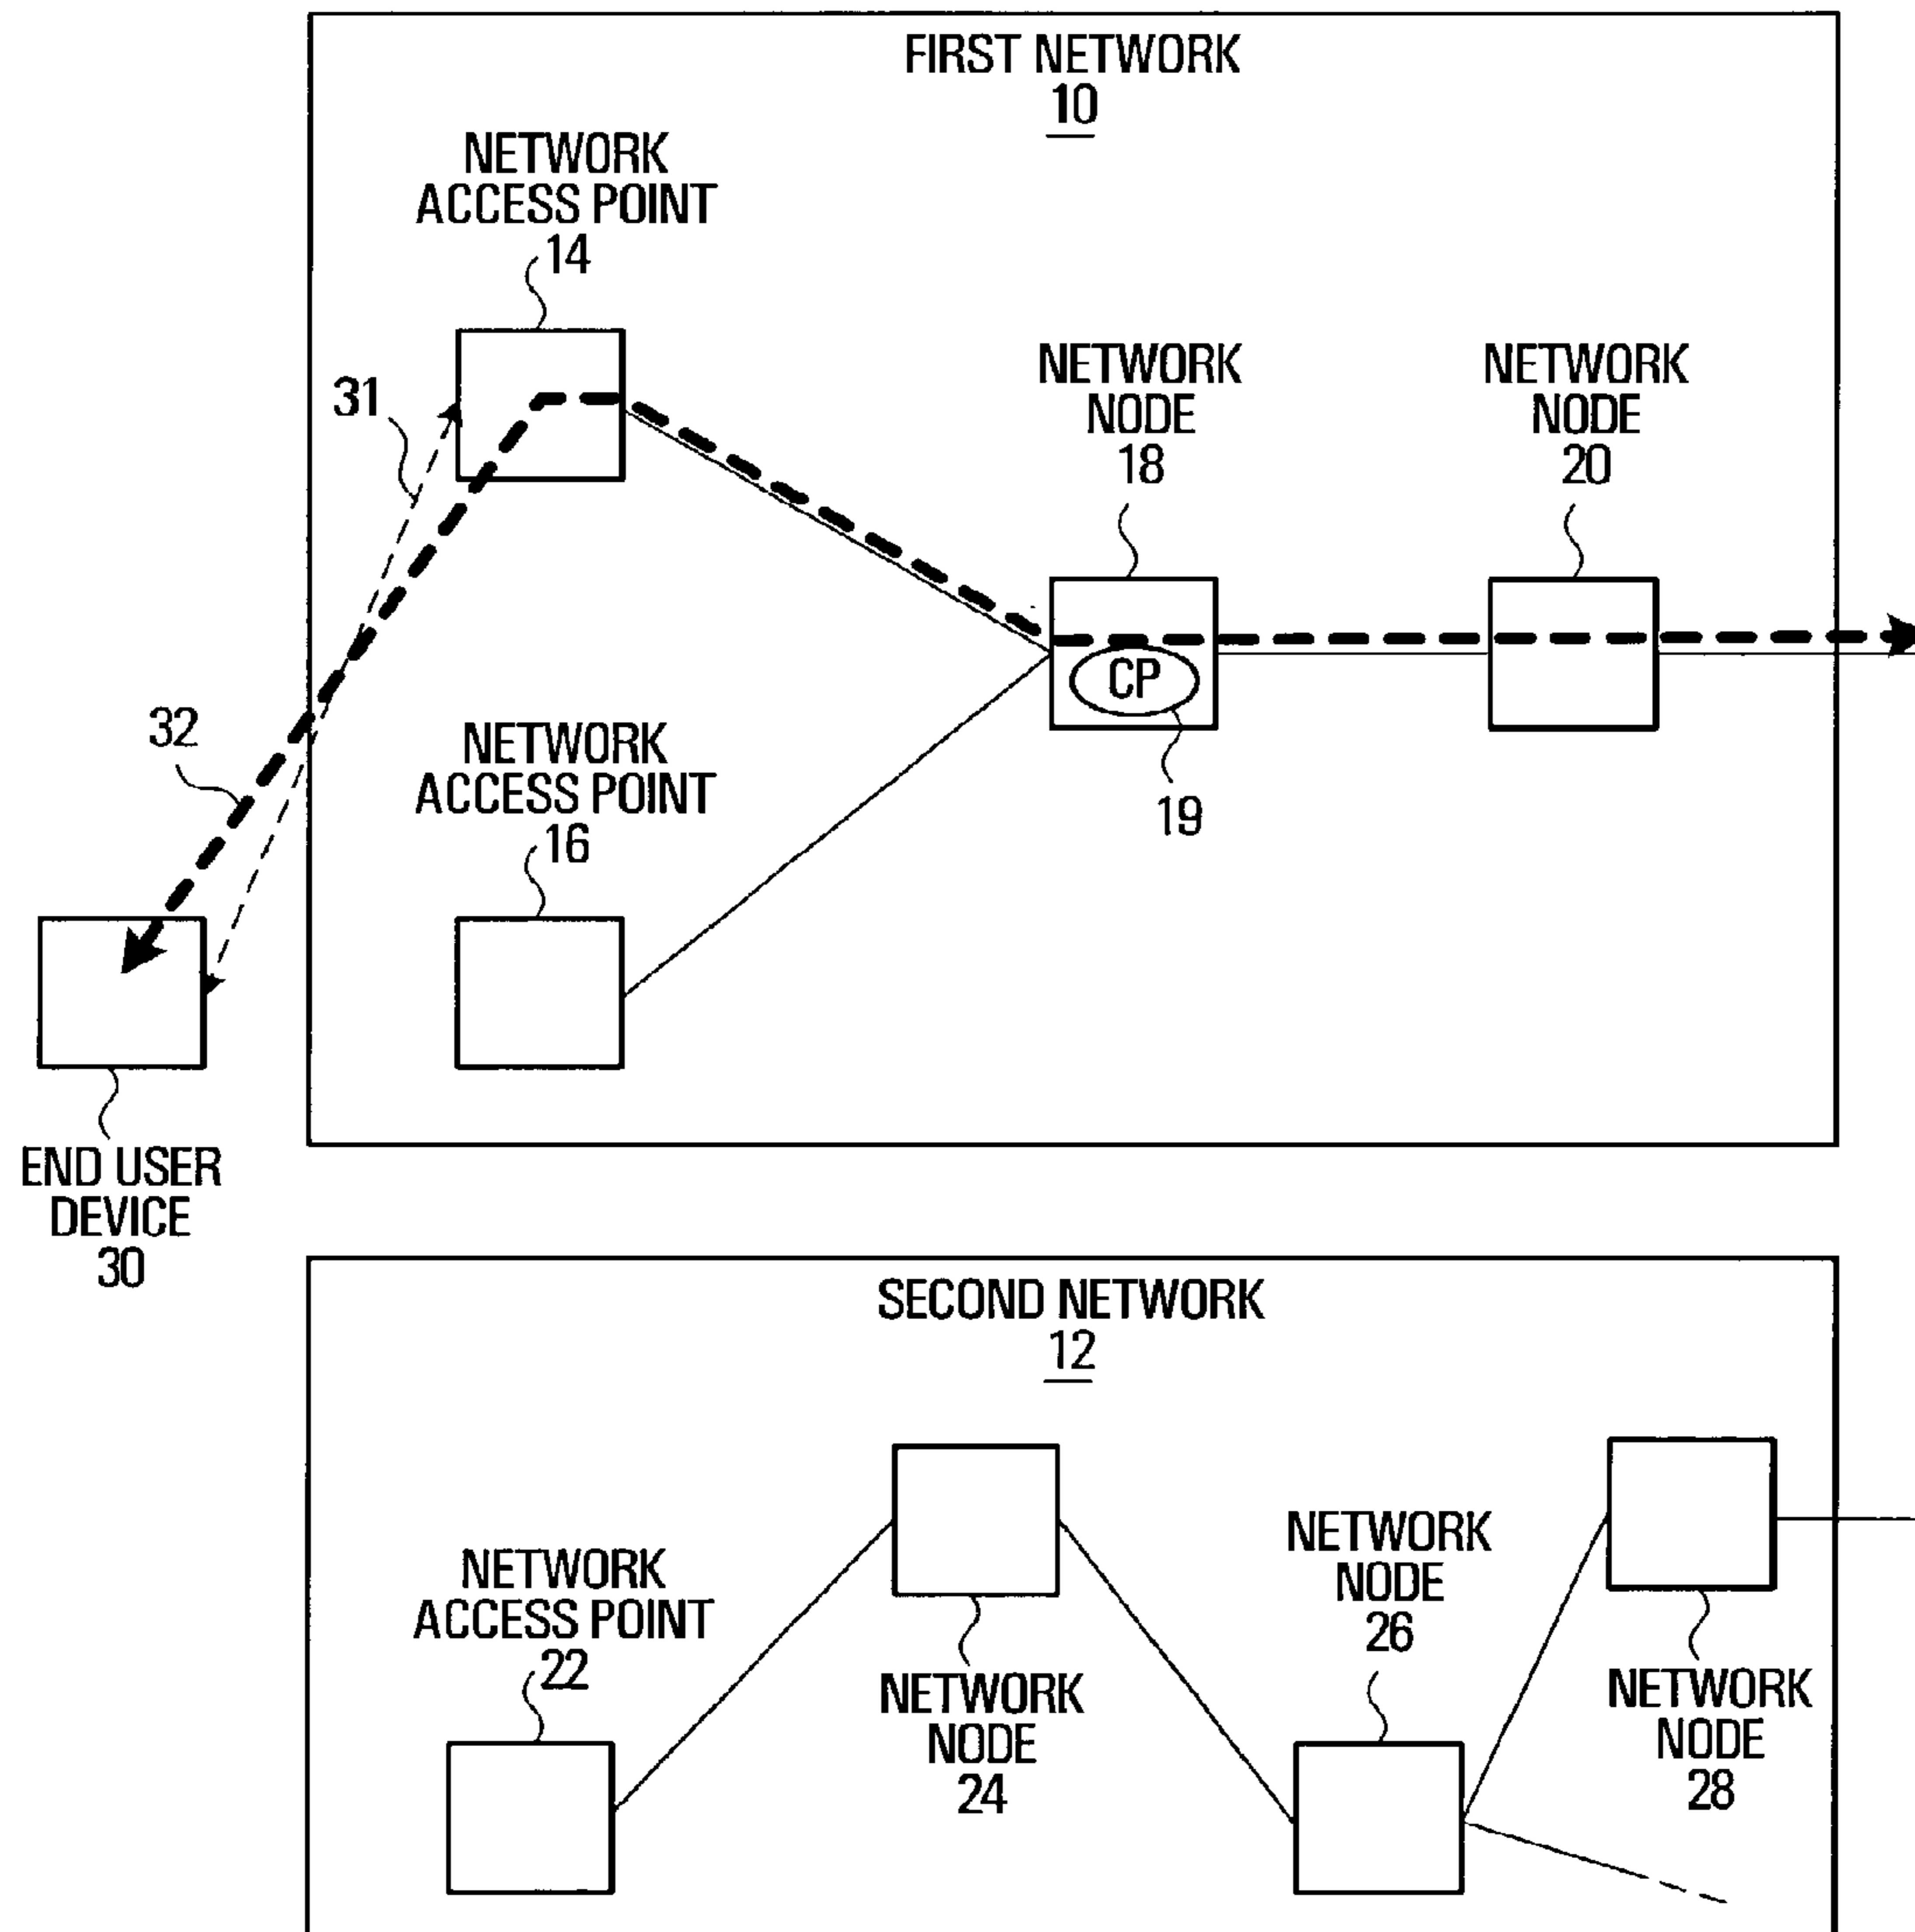 FIRST NETWORK
10
NETWORK
ACCESS POINT
14
31
NETWORK
NODE
18
NETWORK
NODE
20
CP
19
32
NETWORK
ACCESS POINT
16
END USER
DEVICE
30
SECOND NETWORK
12
NETWORK
ACCESS POINT
22
NETWORK
NODE
24
NETWORK
NODE
26
NETWORK
NODE
28